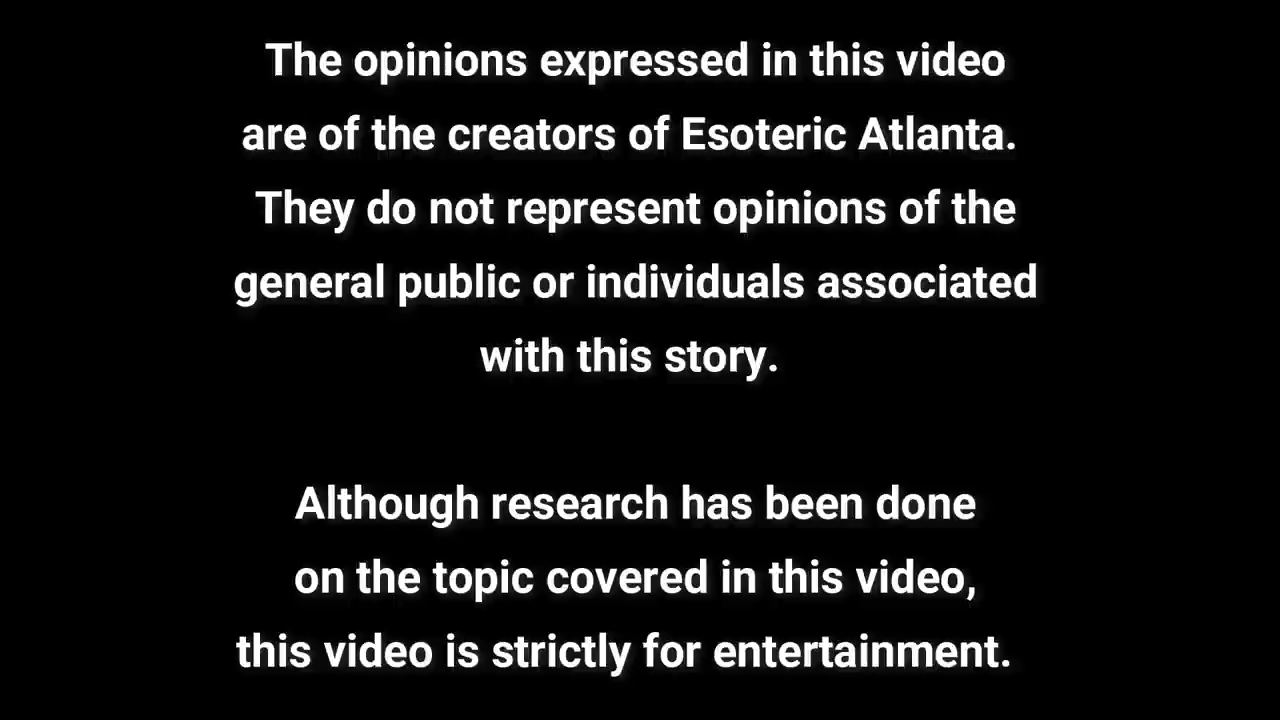 The opinions expressed in this video
are of the creators of Esoteric Atlanta.
They do not represent opinions of the
general public or individuals associated
with this story.
Although research has been done
on the topic covered in this video,
this video is strictly for entertainment.